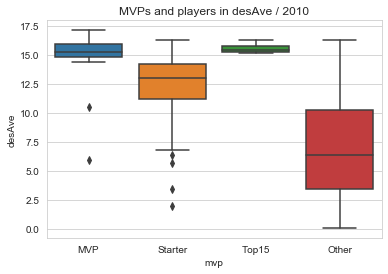 MVPs and players in desAve / 2010
17.5
15.0
12.5
10.0
7.5
5.0
2.5
0.0
desAve
MVP Starter Top15 Other
mvp